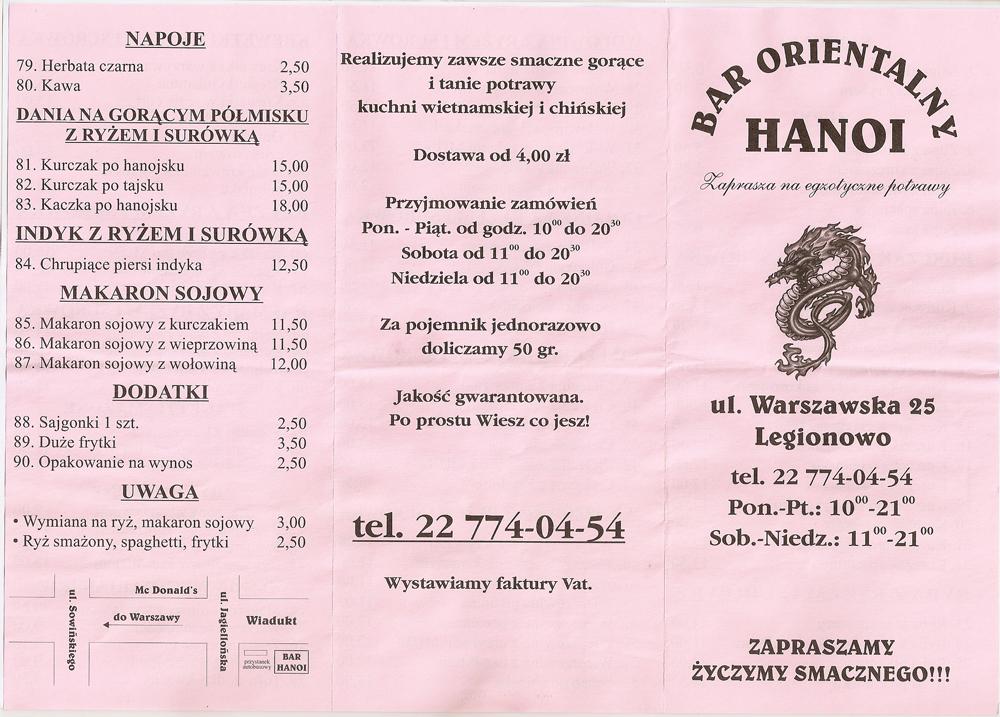 NAPOJE
79. Herbata czarna 2,50
80. Kawa 3,50
DANIA NA GORĄCYM PÓŁMISKU
Z RYŻEM I SURÓWKĄ
81. Kurczak po hanojsku 15,00
82. Kurczak po tajsku 15,00
83. Kaczka po hanojsku 18,00
INDYK Z RYŻEM I SURÓWKĄ
84. Chrupiące piersi indyka 12,50
MAKARON SOJOWY
85. Makaron sojowy z kurczakiem 11,50
86. Makaron sojowy z wieprzowiną 11,50
87. Makaron sojowy z wołowiną 12,00
DODATKI
88. Sajgonki 1 szt. 2,50
89. Duże frytki 3,50
90. Opakowanie na wynos 2,50
UWAGA
• Wymiana na ryż, makaron sojowy 3,00
• Ryż smażony, spaghetti, frytki 2,50
ul. Sowińskiego
Mc Donald's
do Warszawy
ul. Jagiellońska
Wiadukt
przystanek
autobusowy
BAR
HANOI
Realizujemy zawsze smaczne gorące
i tanie potrawy
kuchni wietnamskiej i chińskiej
Dostawa od 4,00 zł
Przyjmowanie zamówień
Pon. - Piąt. od godz. 10⁰⁰ do 20³⁰
Sobota od 11⁰⁰ do 20³⁰
Niedziela od 11⁰⁰ do 20³⁰
Za pojemnik jednorazowo
doliczamy 50 gr.
Jakość gwarantowana.
Po prostu Wiesz co jesz!
tel. 22 774-04-54
Wystawiamy faktury Vat.
BAR ORIENTALNY
HANOI
Zaprasza na egzotyczne potrawy
ul. Warszawska 25
Legionowo
tel. 22 774-04-54
Pon.-Pt.: 10⁰⁰-21⁰⁰
Sob.-Niedz.: 11⁰⁰-21⁰⁰
ZAPRASZAMY
ŻYCZYMY SMACZNEGO!!!